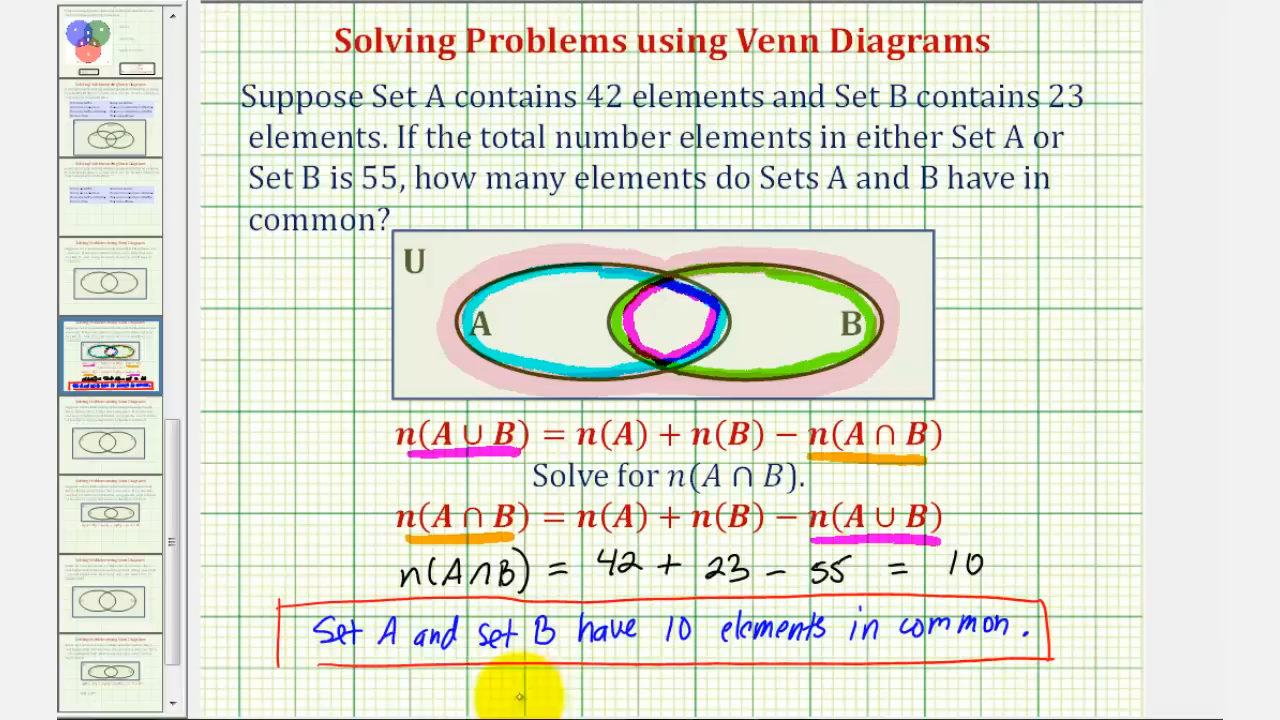 Solving Problems using Venn Diagrams
Suppose Set A contains 42 elements and Set B contains 23
elements. If the total number elements in either Set A or
Set B is 55, how many elements do Sets A and B have in
common?
U
A
B
n(A ∪ B) = n(A) + n(B) − n(A ∩ B)
Solve for n(A ∩ B).
n(A ∩ B) = n(A) + n(B) − n(A ∪ B)
n(A∩B) = 42 + 23 − 55 = 10
Set A and set B have 10 elements in common.